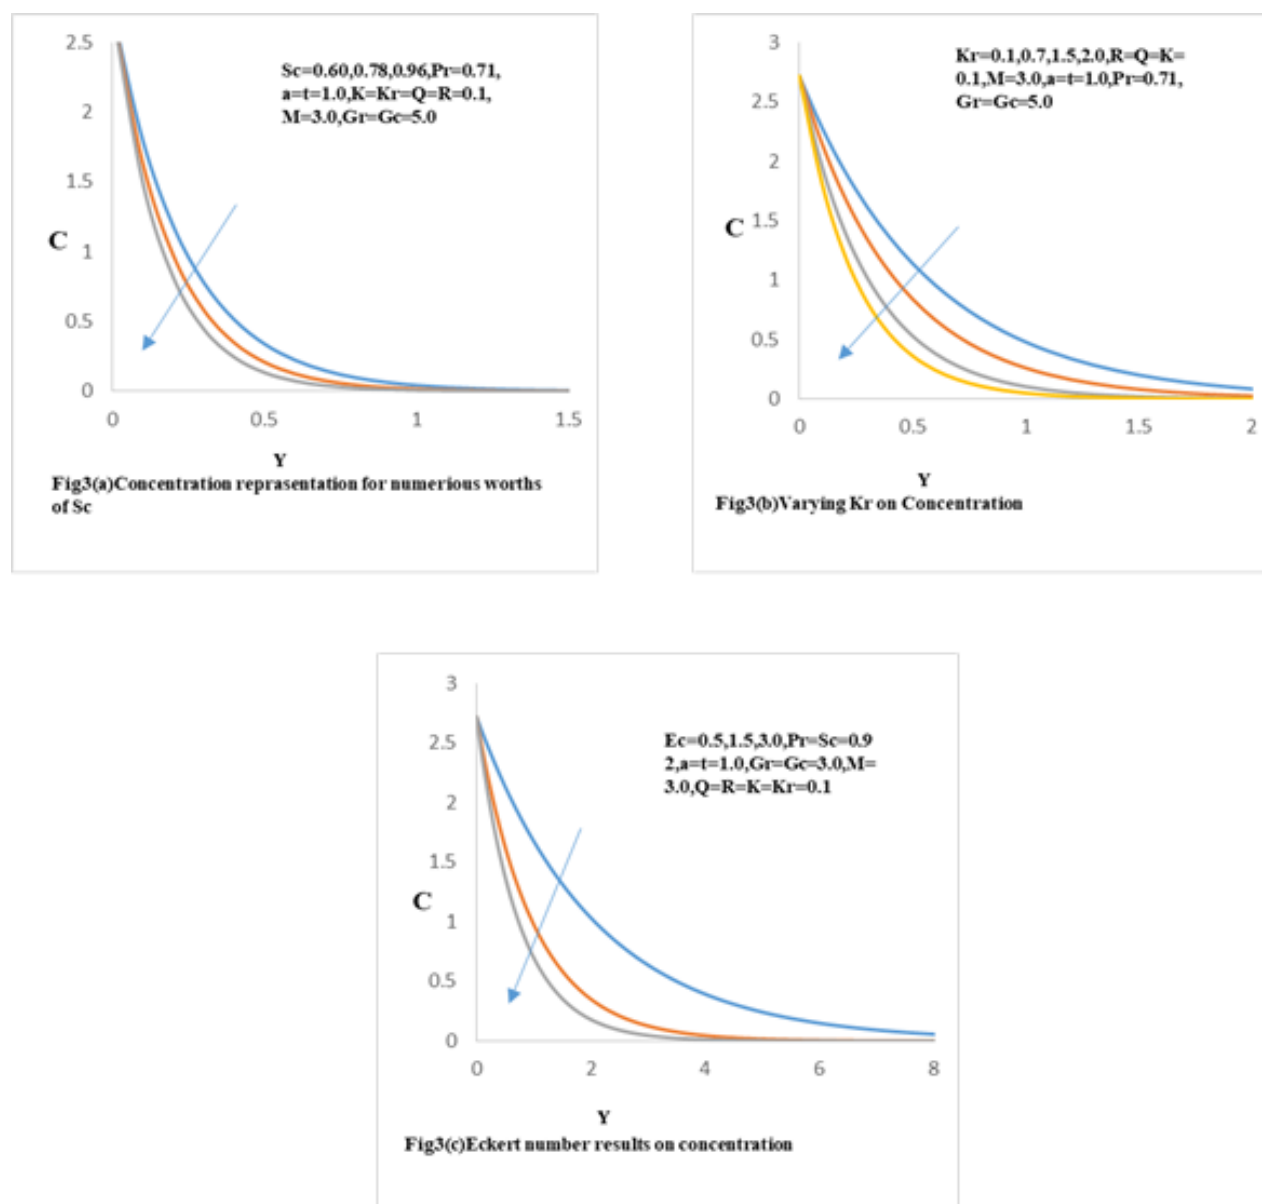 2.5
2
1.5
1
0.5
0
0
0.5
1
1.5
C
Sc=0.60,0.78,0.96,Pr=0.71,
a=t=1.0,K=Kr=Q=R=0.1,
M=3.0,Gr=Gc=5.0
Y
Fig3(a)Concentration reprasentation for numerious worths
of Sc
3
2.5
2
1.5
1
0.5
0
0
0.5
1
1.5
2
C
Kr=0.1,0.7,1.5,2.0,R=Q=K=
0.1,M=3.0,a=t=1.0,Pr=0.71,
Gr=Gc=5.0
Y
Fig3(b)Varying Kr on Concentration
3
2.5
2
1.5
1
0.5
0
0
2
4
6
8
C
Ec=0.5,1.5,3.0,Pr=Sc=0.9
2,a=t=1.0,Gr=Gc=3.0,M=
3.0,Q=R=K=Kr=0.1
Y
Fig3(c)Eckert number results on concentration